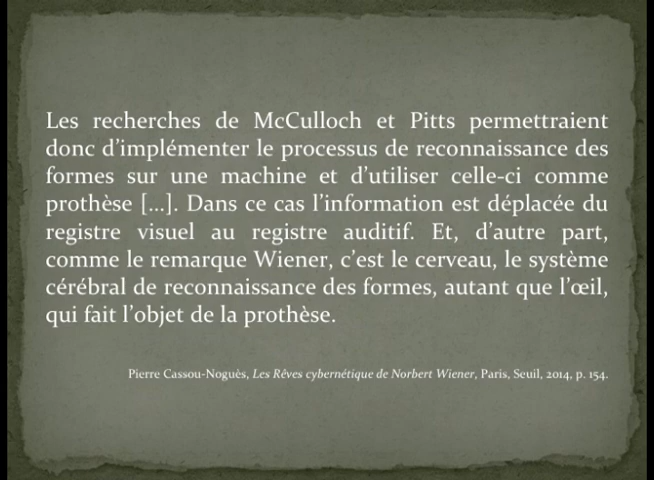 Les recherches de McCulloch et Pitts permettraient
donc d’implémenter le processus de reconnaissance des
formes sur une machine et d’utiliser celle-ci comme
prothèse [...]. Dans ce cas l’information est déplacée du
registre visuel au registre auditif. Et, d’autre part,
comme le remarque Wiener, c’est le cerveau, le système
cérébral de reconnaissance des formes, autant que l’œil,
qui fait l’objet de la prothèse.
Pierre Cassou-Noguès, Les Rêves cybernétique de Norbert Wiener, Paris, Seuil, 2014, p. 154.